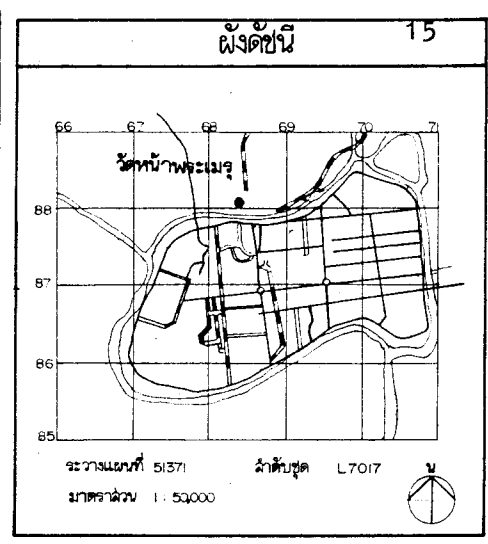 ผังดัชนี 15
66 67 68 69 70 71
วัดหน้าพระเมรุ
88
87
86
85
ระวางแผนที่ 51371 ลำดับชุด L7017 น
มาตราส่วน 1:50,000